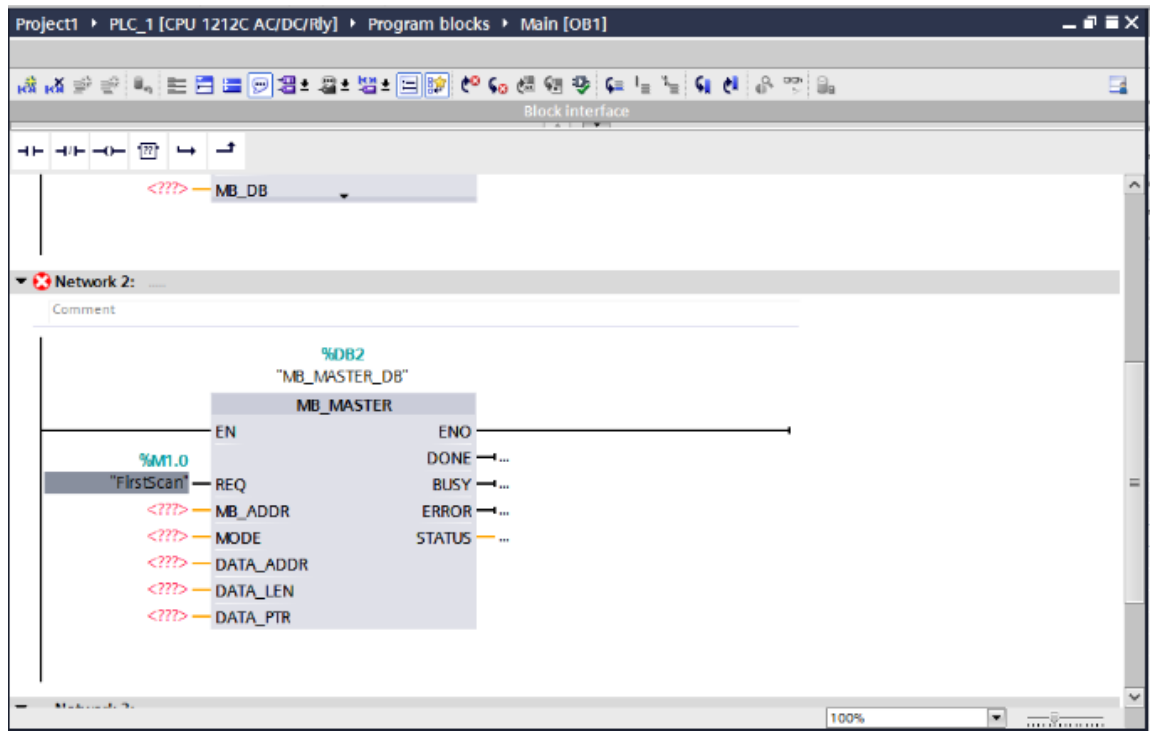 Project1 ▸ PLC_1 [CPU 1212C AC/DC/Rly] ▸ Program blocks ▸ Main [OB1]
Block interface
??
<???> MB_DB
Network 2: .....
Comment
%DB2
"MB_MASTER_DB"
MB_MASTER
EN ENO
%M1.0 DONE ...
"FirstScan" REQ BUSY ...
<???> MB_ADDR ERROR ...
<???> MODE STATUS ...
<???> DATA_ADDR
<???> DATA_LEN
<???> DATA_PTR
100%